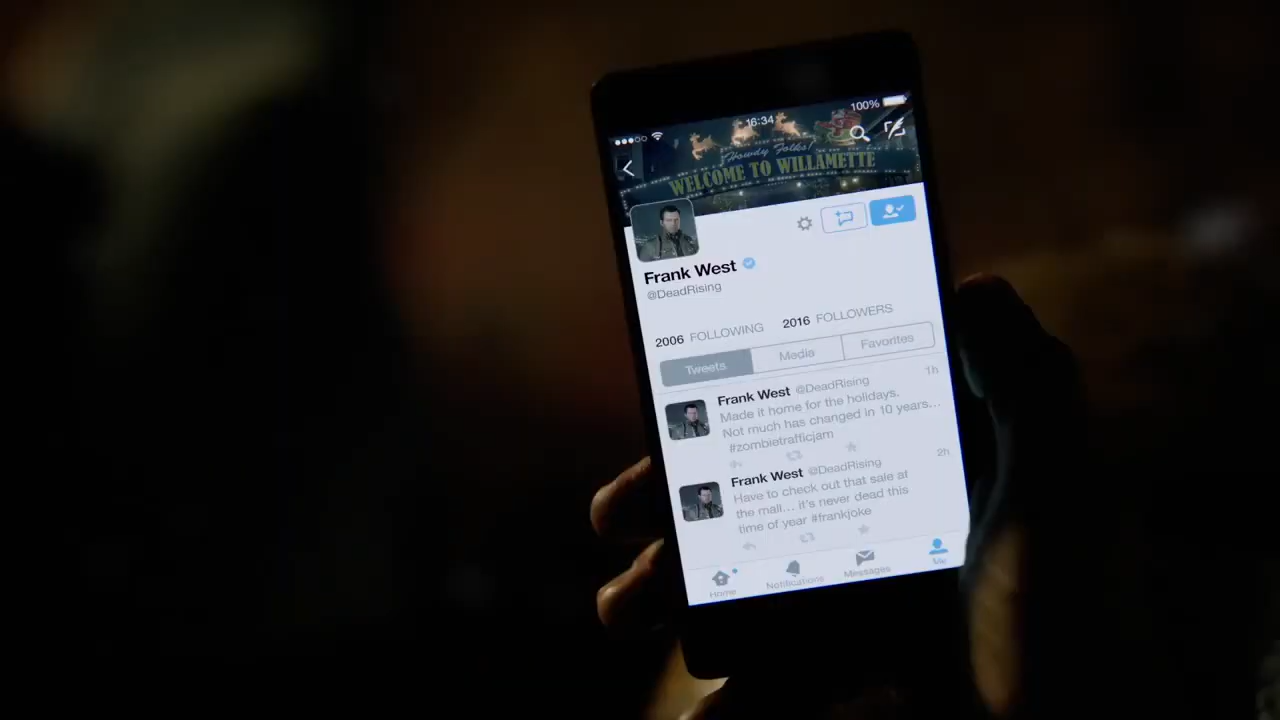 16:34
100%
Howdy Folks!
WELCOME TO WILLAMETTE
Frank West
@DeadRising
2006 FOLLOWING 2016 FOLLOWERS
Tweets Media Favorites
Frank West @DeadRising 1h
Made it home for the holidays.
Not much has changed in 10 years...
#zombietrafficjam
Frank West @DeadRising 2h
Have to check out that sale at
the mall... it's never dead this
time of year #frankjoke
Home Notifications Messages Me